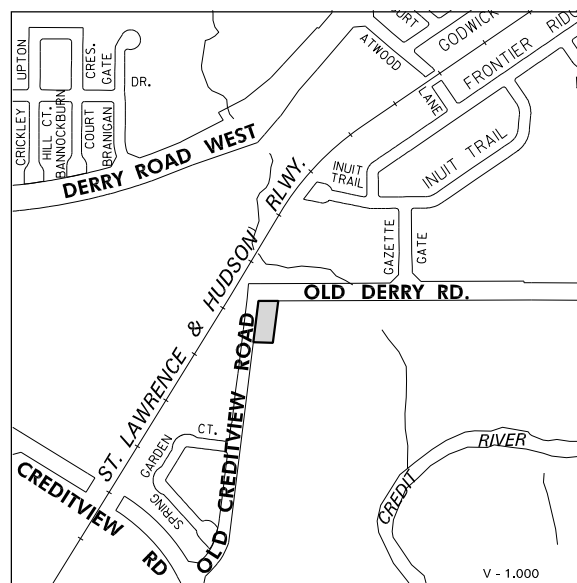 UPTON
CRES.
GATE
DR.
COURT
GODWICK
ATWOOD
FRONTIER RIDG
LANE
CRICKLEY
HILL CT.
BANNOCKBURN
COURT
BRANIGAN
DERRY ROAD WEST
INUIT
TRAIL
INUIT TRAIL
ST. LAWRENCE & HUDSON RLWY.
GAZETTE
GATE
OLD DERRY RD.
OLD CREDITVIEW ROAD
SPRING
GARDEN
CT.
CREDITVIEW
RD
CREDIT
RIVER
V - 1.000